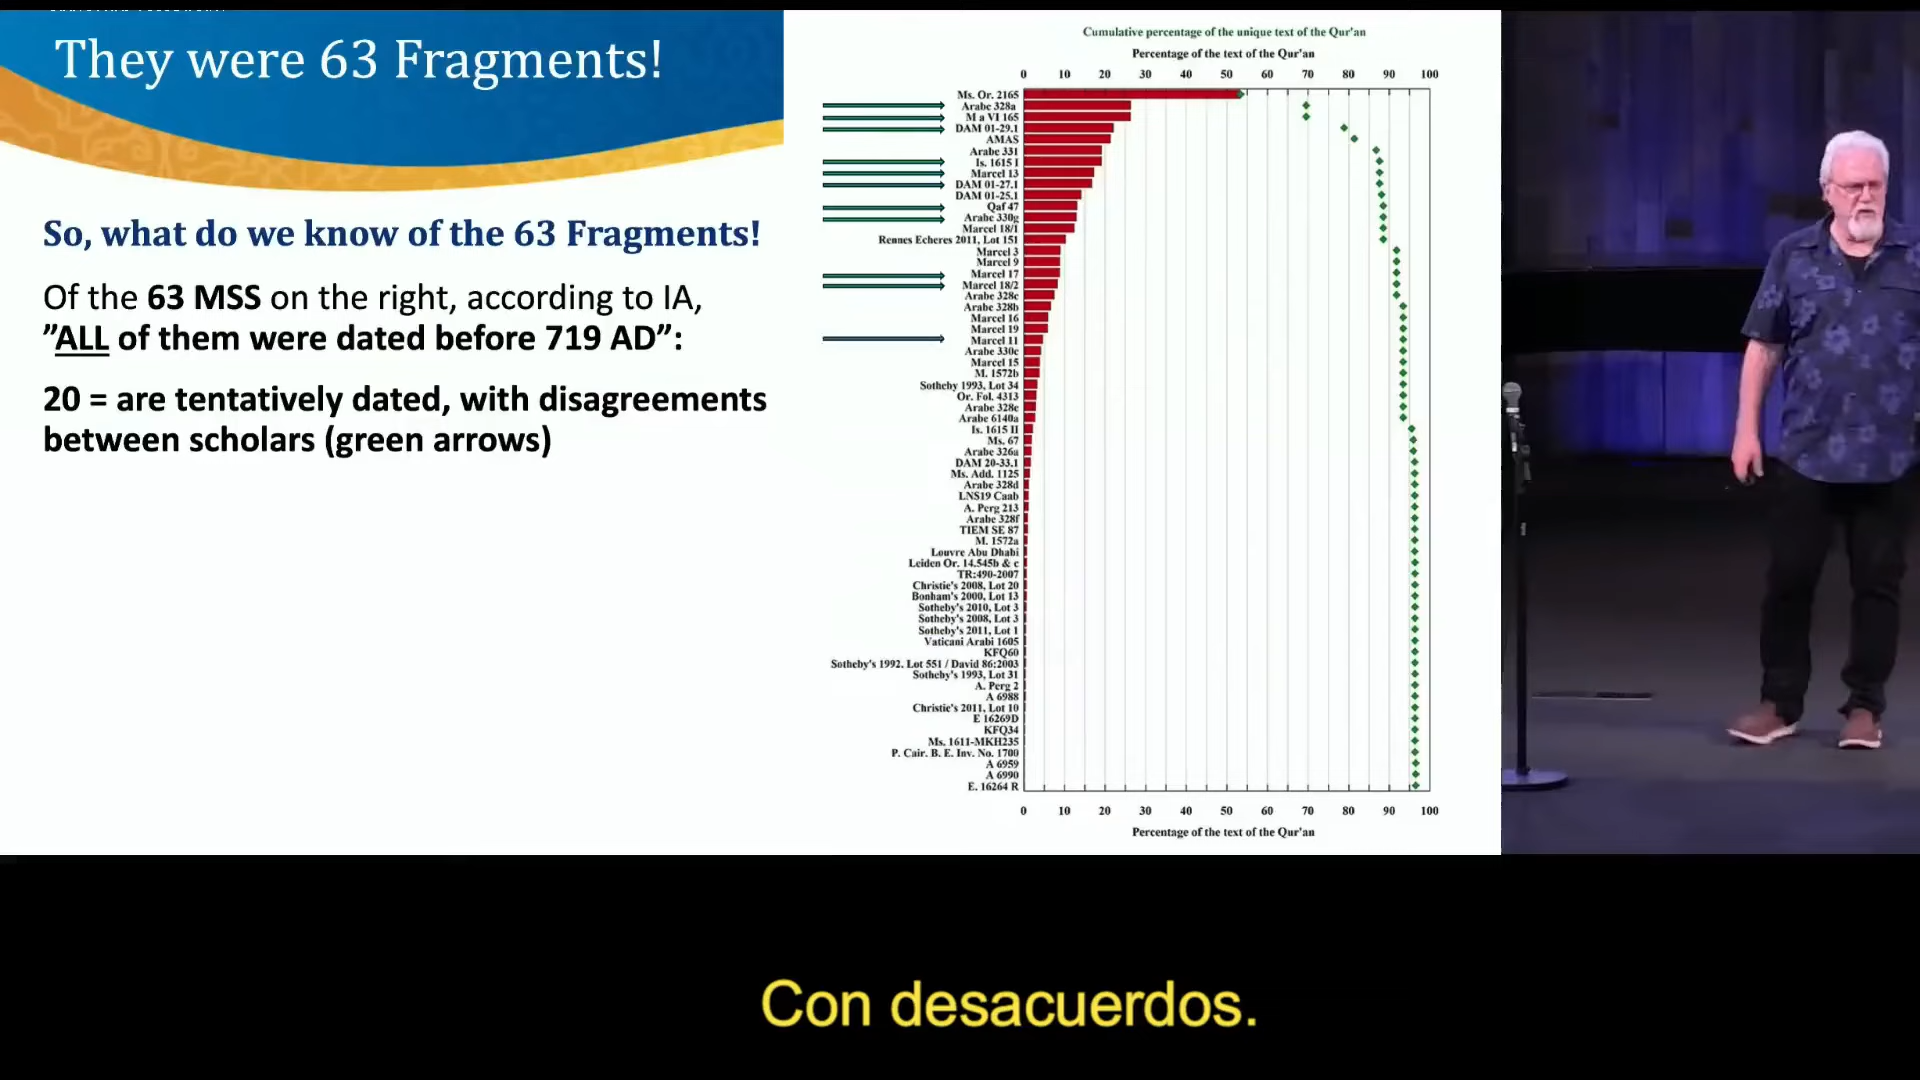 They were 63 Fragments!
So, what do we know of the 63 Fragments!
Of the 63 MSS on the right, according to IA,
”ALL of them were dated before 719 AD”:
20 = are tentatively dated, with disagreements
between scholars (green arrows)
Cumulative percentage of the unique text of the Qur'an
Percentage of the text of the Qur'an
0 10 20 30 40 50 60 70 80 90 100
Ms. Or. 2165
Arabe 328a
M a VI 165
DAM 01-29.1
AMAS
Arabe 331
Is. 1615 I
Marcel 13
DAM 01-27.1
DAM 01-25.1
Qaf 47
Arabe 330g
Marcel 18/1
Rennes Echeres 2011, Lot 151
Marcel 3
Marcel 9
Marcel 17
Marcel 18/2
Arabe 328c
Arabe 328b
Marcel 16
Marcel 19
Marcel 11
Arabe 330c
Marcel 15
M. 1572b
Sotheby 1993, Lot 34
Or. Fol. 4313
Arabe 328e
Arabe 6140a
Is. 1615 II
Ms. 67
Arabe 326a
DAM 20-33.1
Ms. Add. 1125
Arabe 328d
LNS19 Caab
A. Perg 213
Arabe 328f
TIEM SE 87
M. 1572a
Louvre Abu Dhabi
Leiden Or. 14.545b & c
TR:490-2007
Christie's 2008, Lot 20
Bonham's 2000, Lot 13
Sotheby's 2010, Lot 3
Sotheby's 2008, Lot 3
Sotheby's 2011, Lot 1
Vaticani Arabi 1605
KFQ60
Sotheby's 1992. Lot 551 / David 86:2003
Sotheby's 1993, Lot 31
A. Perg 2
A 6988
Christie's 2011, Lot 10
E 16269D
KFQ34
Ms. 1611-MKH235
P. Cair. B. E. Inv. No. 1700
A 6959
A 6990
E. 16264 R
0 10 20 30 40 50 60 70 80 90 100
Percentage of the text of the Qur'an
Con desacuerdos.